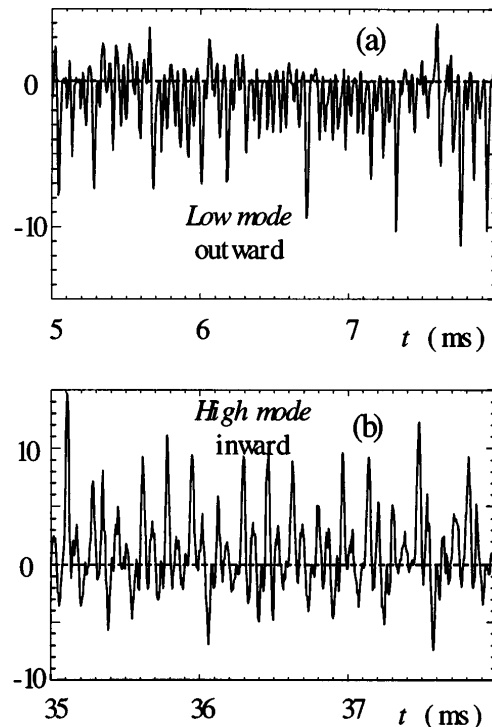 (a)
0
-10
Low mode
outward
5 6 7 t (ms)
High mode
inward
(b)
10
0
-10
35 36 37 t (ms)